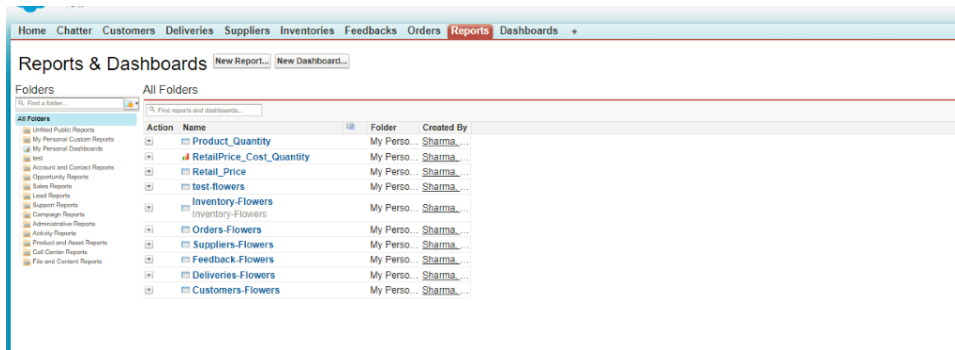 Home Chatter Customers Deliveries Suppliers Inventories Feedbacks Orders Reports Dashboards +
Reports & Dashboards New Report... New Dashboard...
Folders
Find a folder...
All Folders
Unified Public Reports
My Personal Custom Reports
My Personal Dashboards
test
Account and Contact Reports
Opportunity Reports
Sales Reports
Lead Reports
Support Reports
Campaign Reports
Administrative Reports
Activity Reports
Product and Asset Reports
Call Center Reports
File and Content Reports
All Folders
Find reports and dashboards...
Action Name Folder Created By
Product_Quantity My Perso... Sharma, ...
RetailPrice_Cost_Quantity My Perso... Sharma, ...
Retail_Price My Perso... Sharma, ...
test-flowers My Perso... Sharma, ...
Inventory-Flowers My Perso... Sharma, ...
Inventory-Flowers
Orders-Flowers My Perso... Sharma, ...
Suppliers-Flowers My Perso... Sharma, ...
Feedback-Flowers My Perso... Sharma, ...
Deliveries-Flowers My Perso... Sharma, ...
Customers-Flowers My Perso... Sharma, ...